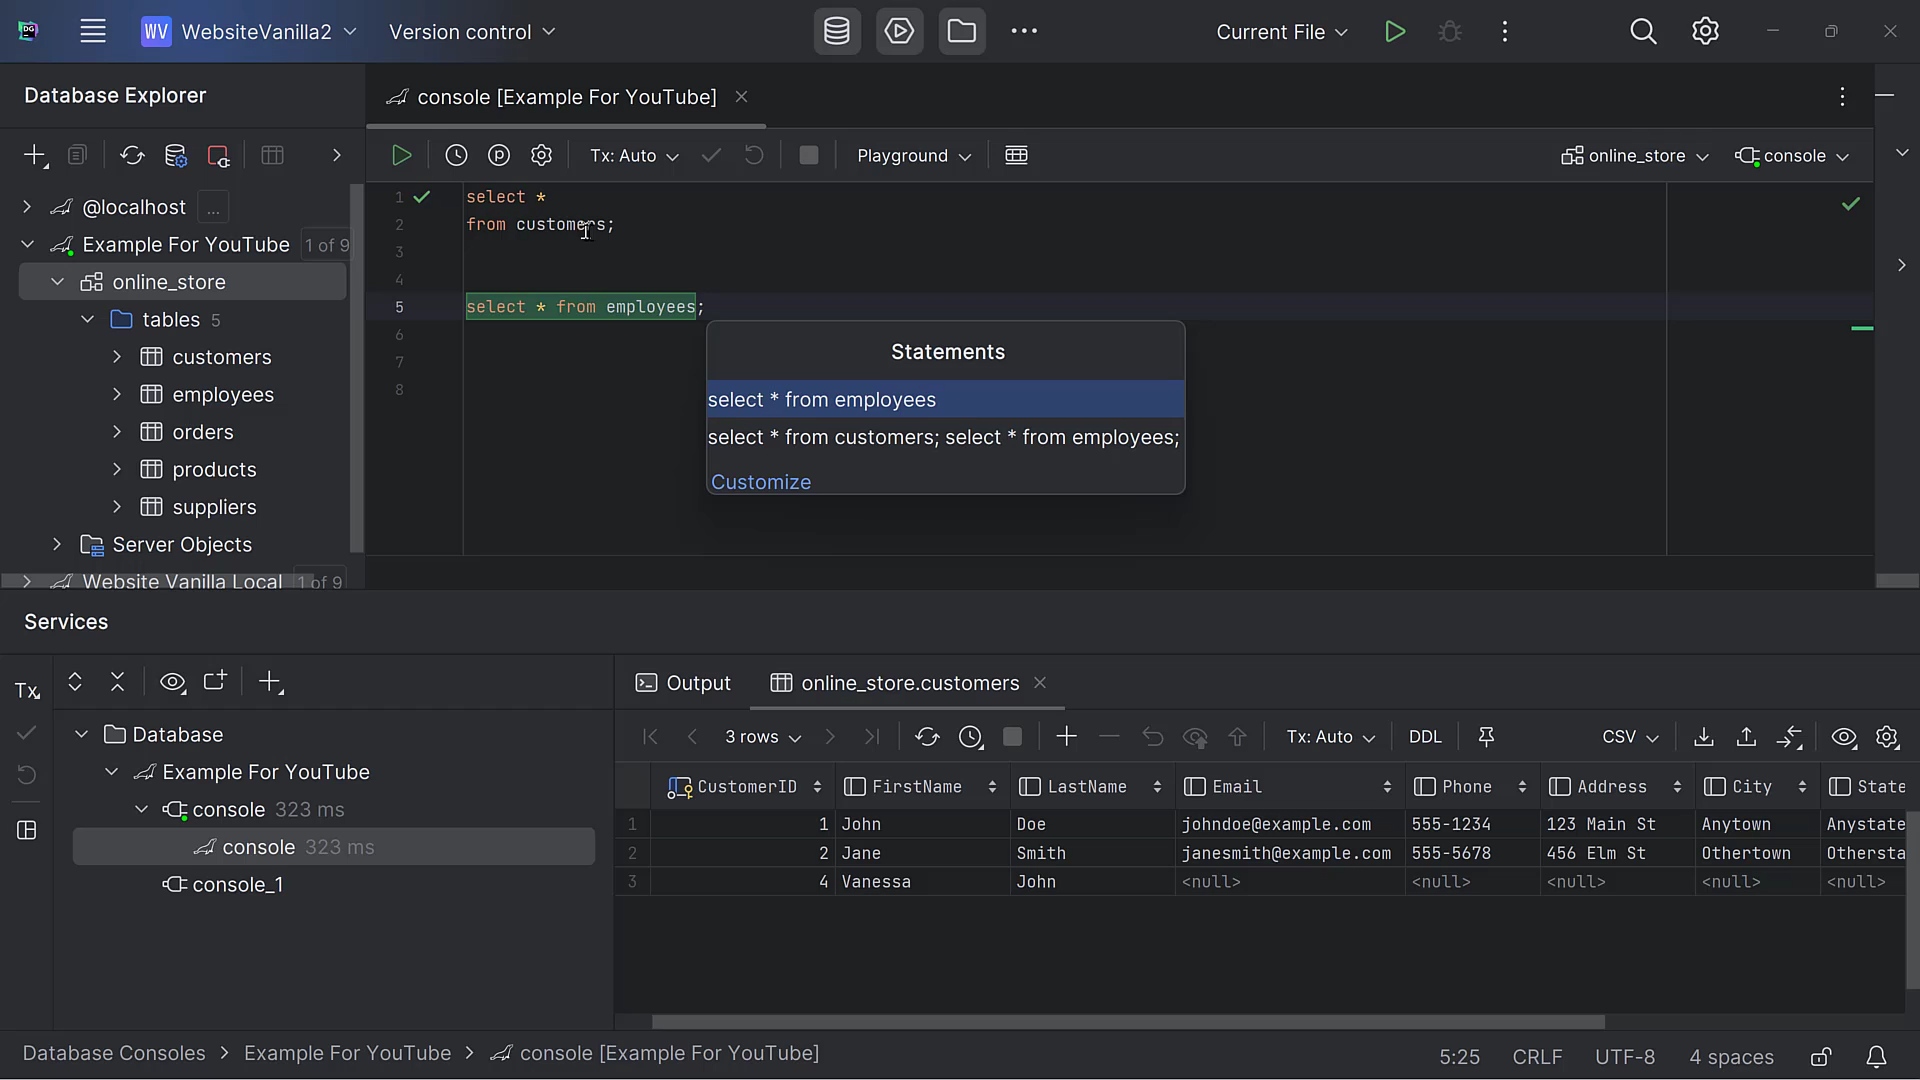 DG
WV WebsiteVanilla2
Version control
Current File
Database Explorer
console [Example For YouTube]
Tx: Auto
Playground
online_store
console
@localhost ...
Example For YouTube 1 of 9
online_store
tables 5
customers
employees
orders
products
suppliers
Server Objects
Website Vanilla Local 1 of 9
1 select *
2 from customers;
3
4
5 select * from employees;
6
7
8
Statements
select * from employees
select * from customers; select * from employees;
Customize
Services
Tx
Database
Example For YouTube
console 323 ms
console 323 ms
console_1
Output
online_store.customers
3 rows
Tx: Auto
DDL
CSV
CustomerID FirstName LastName Email Phone Address City State
1 1 John Doe johndoe@example.com 555-1234 123 Main St Anytown Anystate
2 2 Jane Smith janesmith@example.com 555-5678 456 Elm St Othertown Othersta
3 4 Vanessa John <null> <null> <null> <null> <null>
Database Consoles > Example For YouTube > console [Example For YouTube]
5:25 CRLF UTF-8 4 spaces